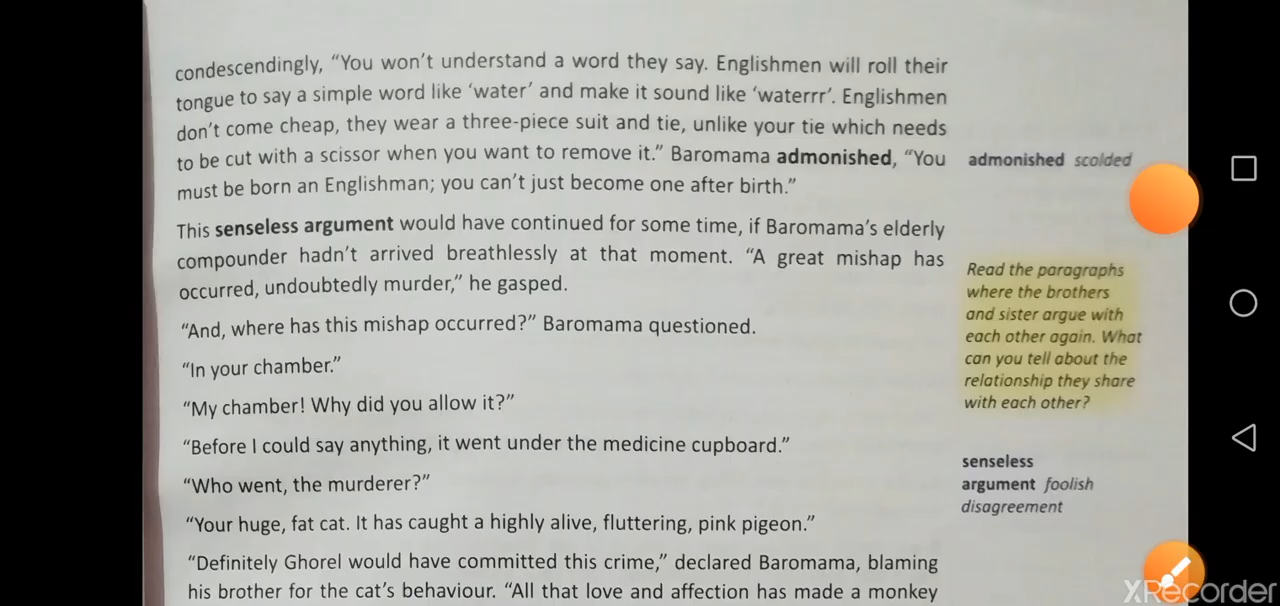 condescendingly, “You won’t understand a word they say. Englishmen will roll their
tongue to say a simple word like ‘water’ and make it sound like ‘waterrr’. Englishmen
don’t come cheap, they wear a three-piece suit and tie, unlike your tie which needs
to be cut with a scissor when you want to remove it.” Baromama admonished, “You
must be born an Englishman; you can’t just become one after birth.”
This senseless argument would have continued for some time, if Baromama’s elderly
compounder hadn’t arrived breathlessly at that moment. “A great mishap has
occurred, undoubtedly murder,” he gasped.
“And, where has this mishap occurred?” Baromama questioned.
“In your chamber.”
“My chamber! Why did you allow it?”
“Before I could say anything, it went under the medicine cupboard.”
“Who went, the murderer?”
“Your huge, fat cat. It has caught a highly alive, fluttering, pink pigeon.”
“Definitely Ghorel would have committed this crime,” declared Baromama, blaming
his brother for the cat’s behaviour. “All that love and affection has made a monkey
admonished scolded
Read the paragraphs
where the brothers
and sister argue with
each other again. What
can you tell about the
relationship they share
with each other?
senseless
argument foolish
disagreement
XRecorder